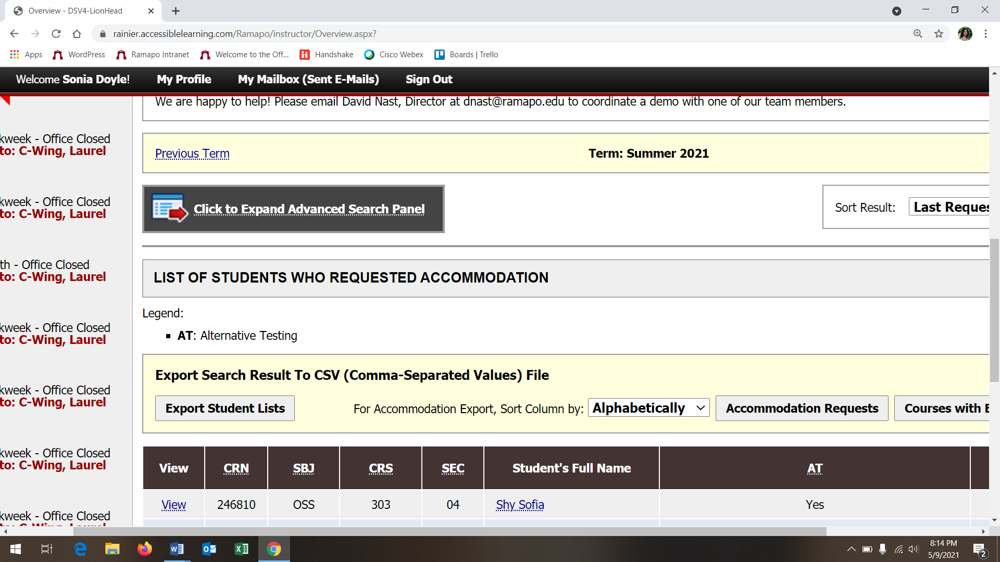 Overview - DSV4-LionHead
rainier.accessiblelearning.com/Ramapo/instructor/Overview.aspx?
Apps WordPress Ramapo Intranet Welcome to the Off... Handshake Cisco Webex Boards | Trello
Welcome Sonia Doyle! My Profile My Mailbox (Sent E-Mails) Sign Out
We are happy to help! Please email David Nast, Director at dnast@ramapo.edu to coordinate a demo with one of our team members.
kweek - Office Closed
to: C-Wing, Laurel
kweek - Office Closed
to: C-Wing, Laurel
th - Office Closed
to: C-Wing, Laurel
kweek - Office Closed
to: C-Wing, Laurel
kweek - Office Closed
to: C-Wing, Laurel
kweek - Office Closed
to: C-Wing, Laurel
kweek - Office Closed
to: C-Wing, Laurel
Previous Term Term: Summer 2021
Click to Expand Advanced Search Panel
Sort Result: Last Reques
LIST OF STUDENTS WHO REQUESTED ACCOMMODATION
Legend:
AT: Alternative Testing
Export Search Result To CSV (Comma-Separated Values) File
Export Student Lists For Accommodation Export, Sort Column by: Alphabetically Accommodation Requests Courses with E
View CRN SBJ CRS SEC Student's Full Name AT
View 246810 OSS 303 04 Shy Sofia Yes
8:14 PM
5/9/2021
2